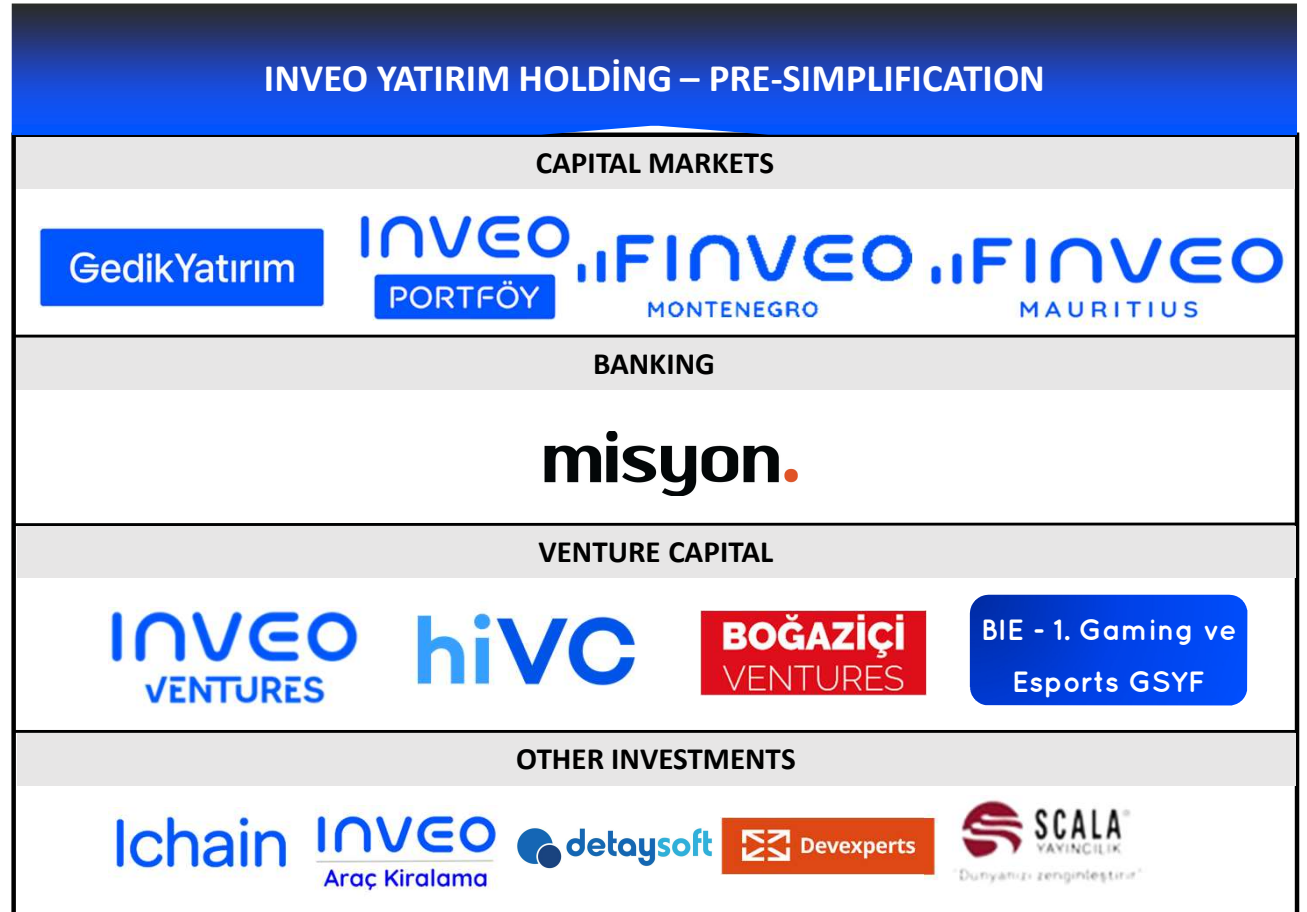 INVEO YATIRIM HOLDİNG – PRE-SIMPLIFICATION
CAPITAL MARKETS
GedikYatırım
INVEO
PORTFÖY
FINVEO
MONTENEGRO
FINVEO
MAURITIUS
BANKING
misyon.
VENTURE CAPITAL
INVEO
VENTURES
hiVC
BOĞAZİÇİ
VENTURES
BIE - 1. Gaming ve
Esports GSYF
OTHER INVESTMENTS
Ichain
INVEO
Araç Kiralama
detaysoft
Devexperts
SCALA
YAYINCILIK
"Dünyanızı zenginleştirir"